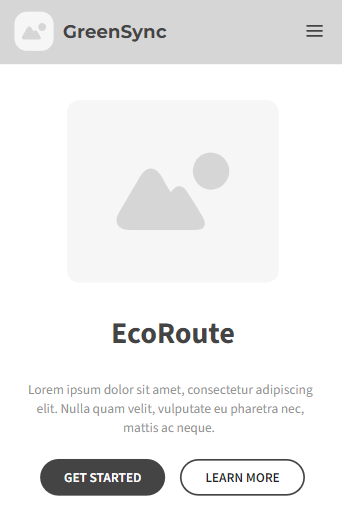 GreenSync
EcoRoute
Lorem ipsum dolor sit amet, consectetur adipiscing
elit. Nulla quam velit, vulputate eu pharetra nec,
mattis ac neque.
GET STARTED
LEARN MORE